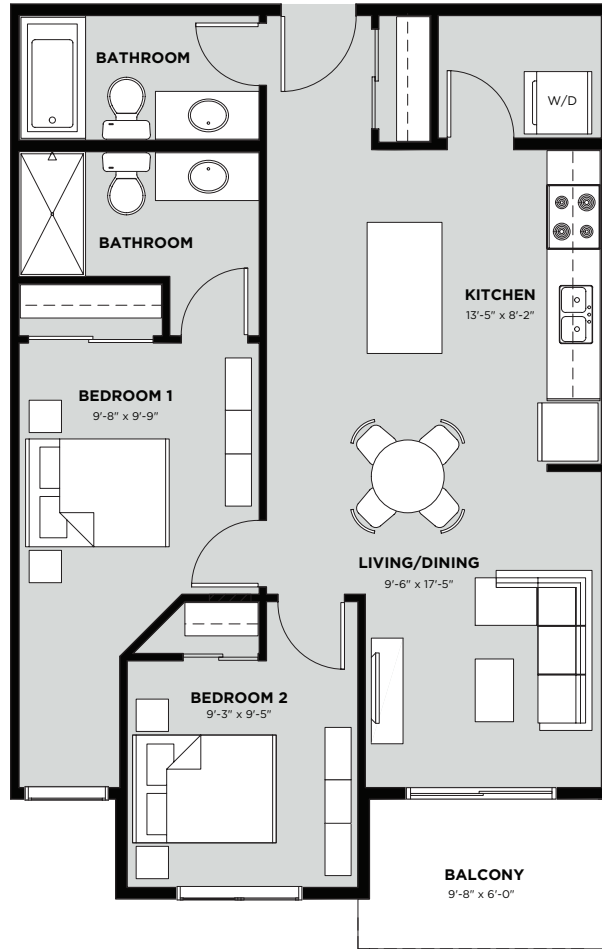 BATHROOM
W/D
BATHROOM
KITCHEN
13'-5" x 8'-2"
BEDROOM 1
9'-8" x 9'-9"
LIVING/DINING
9'-6" x 17'-5"
BEDROOM 2
9'-3" x 9'-5"
BALCONY
9'-8" x 6'-0"